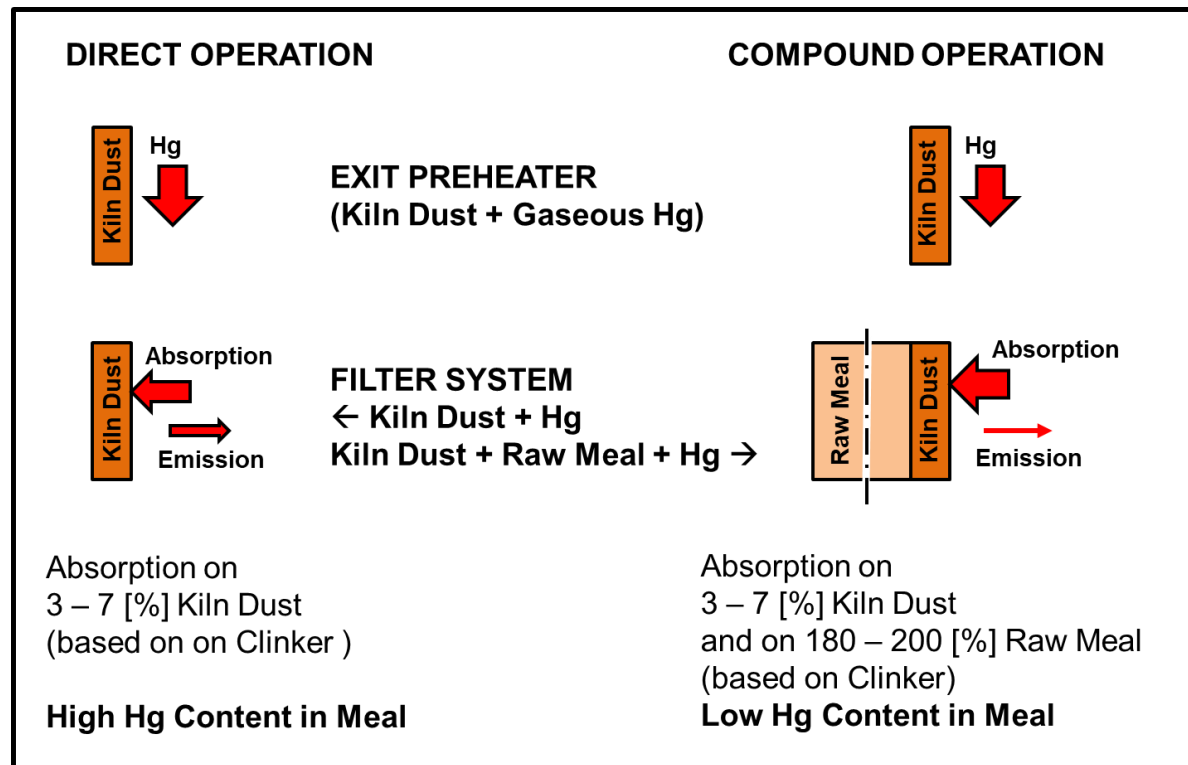 DIRECT OPERATION
COMPOUND OPERATION
Kiln Dust
Hg
EXIT PREHEATER
(Kiln Dust + Gaseous Hg)
Kiln Dust
Hg
Kiln Dust
Absorption
Emission
FILTER SYSTEM
← Kiln Dust + Hg
Kiln Dust + Raw Meal + Hg →
Raw Meal
Kiln Dust
Absorption
Emission
Absorption on
3 – 7 [%] Kiln Dust
(based on on Clinker )
High Hg Content in Meal
Absorption on
3 – 7 [%] Kiln Dust
and on 180 – 200 [%] Raw Meal
(based on Clinker)
Low Hg Content in Meal